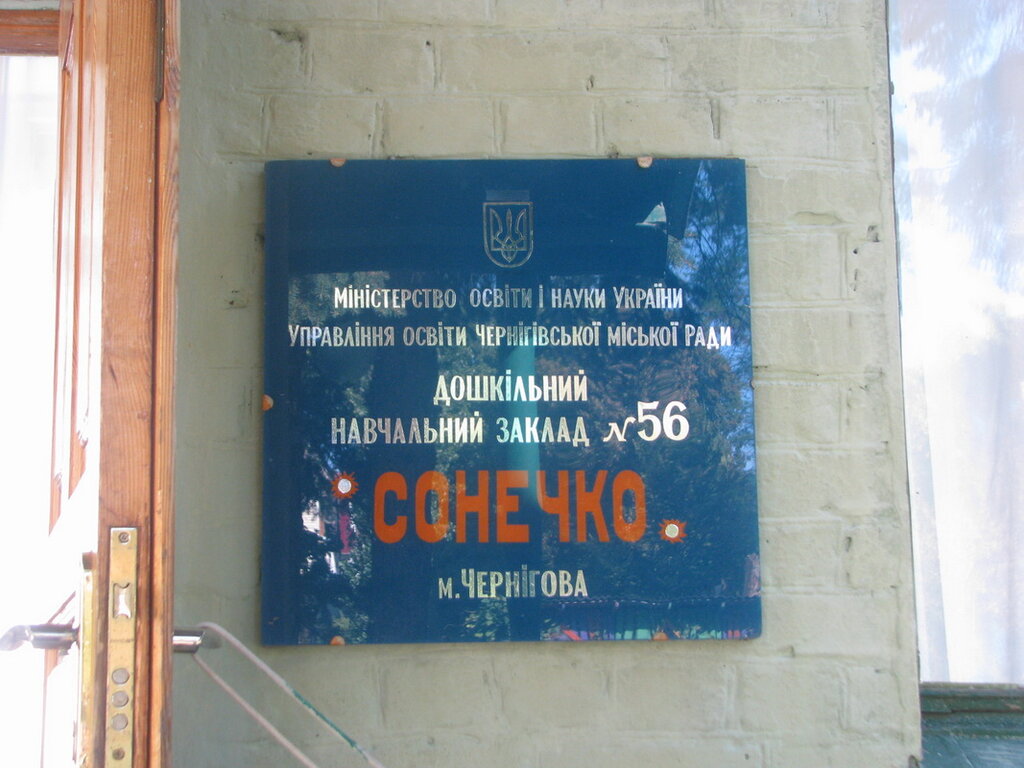 МІНІСТЕРСТВО ОСВІТИ І НАУКИ УКРАЇНИ
УПРАВЛІННЯ ОСВІТИ ЧЕРНІГІВСЬКОЇ МІСЬКОЇ РАДИ
ДОШКІЛЬНИЙ
НАВЧАЛЬНИЙ ЗАКЛАД №56
СОНЕЧКО
м. ЧЕРНІГОВА